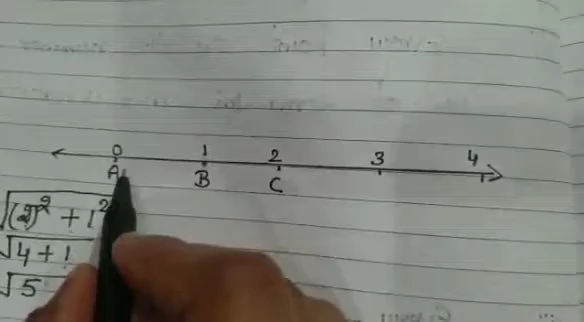 0 1 2 3 4
A B C
√(2)² + 1²
√4 + 1
√5